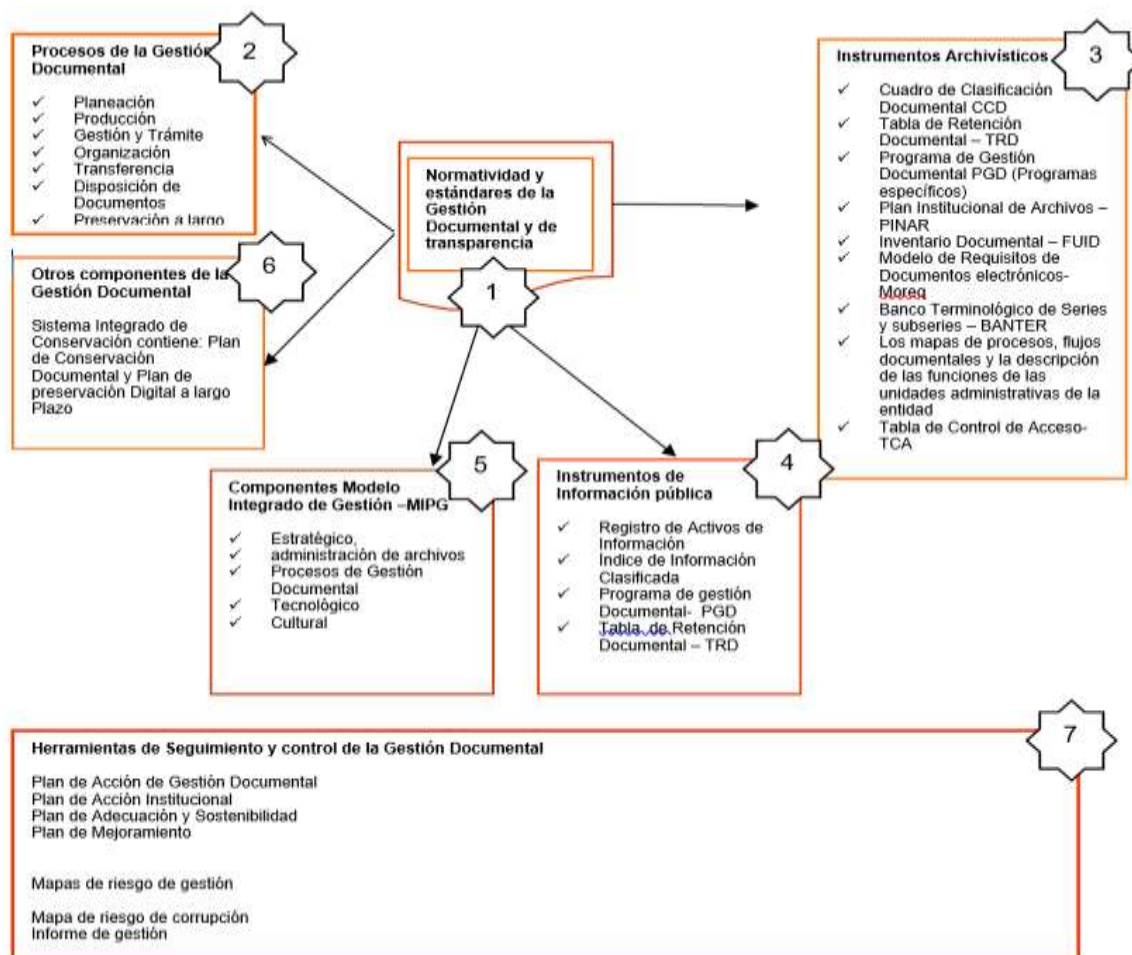 Procesos de la Gestión
Documental
2
✓ Planeación
✓ Producción
✓ Gestión y Trámite
✓ Organización
✓ Transferencia
✓ Disposición de
Documentos
✓ Preservación a largo
Normatividad y
estándares de la
Gestión
Documental y de
transparencia
1
Instrumentos Archivísticos
3
✓ Cuadro de Clasificación
Documental CCD
✓ Tabla de Retención
Documental – TRD
✓ Programa de Gestión
Documental PGD (Programas
específicos)
✓ Plan Institucional de Archivos –
PINAR
✓ Inventario Documental – FUID
✓ Modelo de Requisitos de
Documentos electrónicos-
Moreq
✓ Banco Terminológico de Series
y subseries – BANTER
✓ Los mapas de procesos, flujos
documentales y la descripción
de las funciones de las
unidades administrativas de la
entidad
✓ Tabla de Control de Acceso-
TCA
Otros componentes de la
Gestión Documental
6
Sistema Integrado de
Conservación contiene: Plan
de Conservación
Documental y Plan de
preservación Digital a largo
Plazo
Componentes Modelo
Integrado de Gestión –MIPG
5
✓ Estratégico,
✓ administración de archivos
✓ Procesos de Gestión
Documental
✓ Tecnológico
✓ Cultural
Instrumentos de
Información pública
4
✓ Registro de Activos de
Información
✓ Índice de Información
Clasificada
✓ Programa de gestión
Documental- PGD
✓ Tabla de Retención
Documental – TRD
Herramientas de Seguimiento y control de la Gestión Documental
7
Plan de Acción de Gestión Documental
Plan de Acción Institucional
Plan de Adecuación y Sostenibilidad
Plan de Mejoramiento
Mapas de riesgo de gestión
Mapa de riesgo de corrupción
Informe de gestión